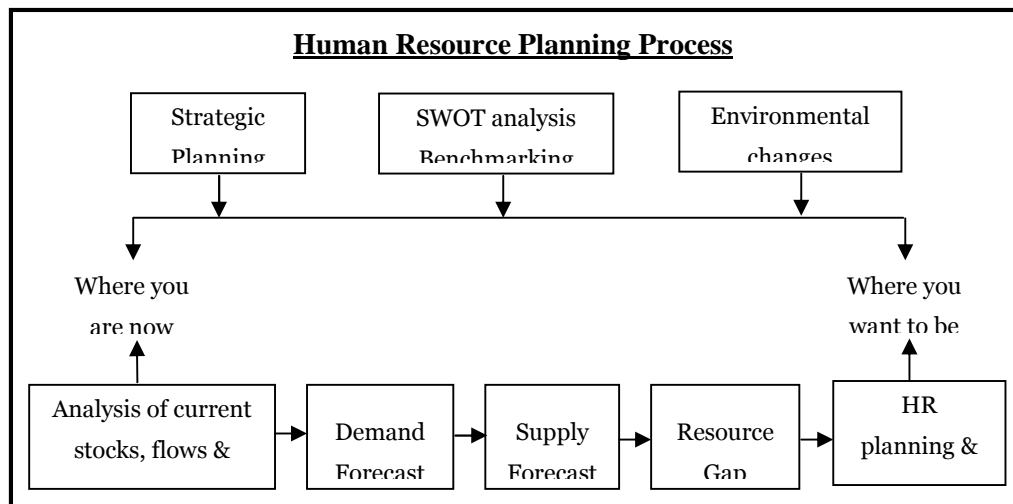 Human Resource Planning Process
Strategic
Planning
SWOT analysis
Benchmarking
Environmental
changes
Where you
are now
Where you
want to be
Analysis of current
stocks, flows &
Demand
Forecast
Supply
Forecast
Resource
Gap
HR
planning &